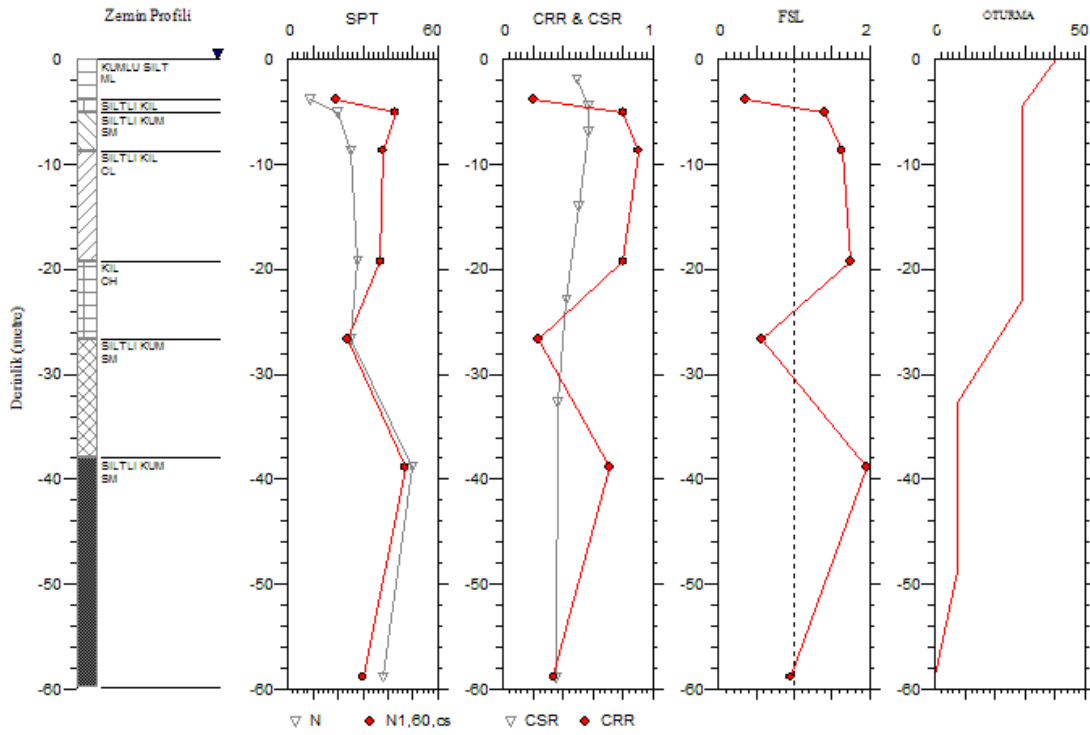 Zemin Profili
SPT
CRR & CSR
FSL
OTURMA
0
60
0
1
0
2
0
50
Derinlik (metre)
0
-10
-20
-30
-40
-50
-60
KUMLU SILT
ML
SILTLI KIL
SILTLI KUM
SM
SILTLI KIL
CL
KIL
CH
SILTLI KUM
SM
SILTLI KUM
SM
0
-10
-20
-30
-40
-50
-60
0
-10
-20
-30
-40
-50
-60
0
-10
-20
-30
-40
-50
-60
0
-10
-20
-30
-40
-50
-60
N
N1,60,cs
CSR
CRR